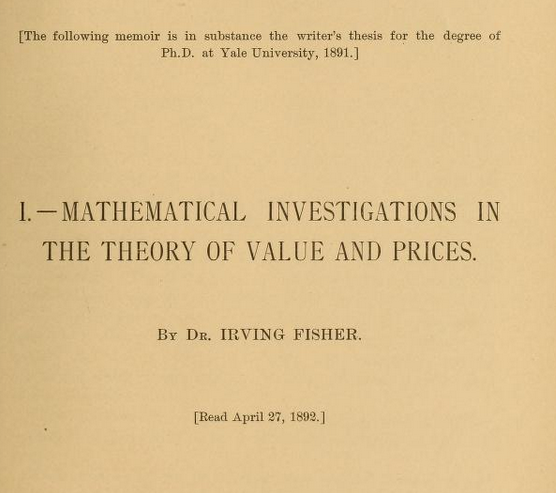 [The following memoir is in substance the writer's thesis for the degree of
Ph.D. at Yale University, 1891.]
I.—MATHEMATICAL INVESTIGATIONS IN
THE THEORY OF VALUE AND PRICES.
By Dr. IRVING FISHER.
[Read April 27, 1892.]